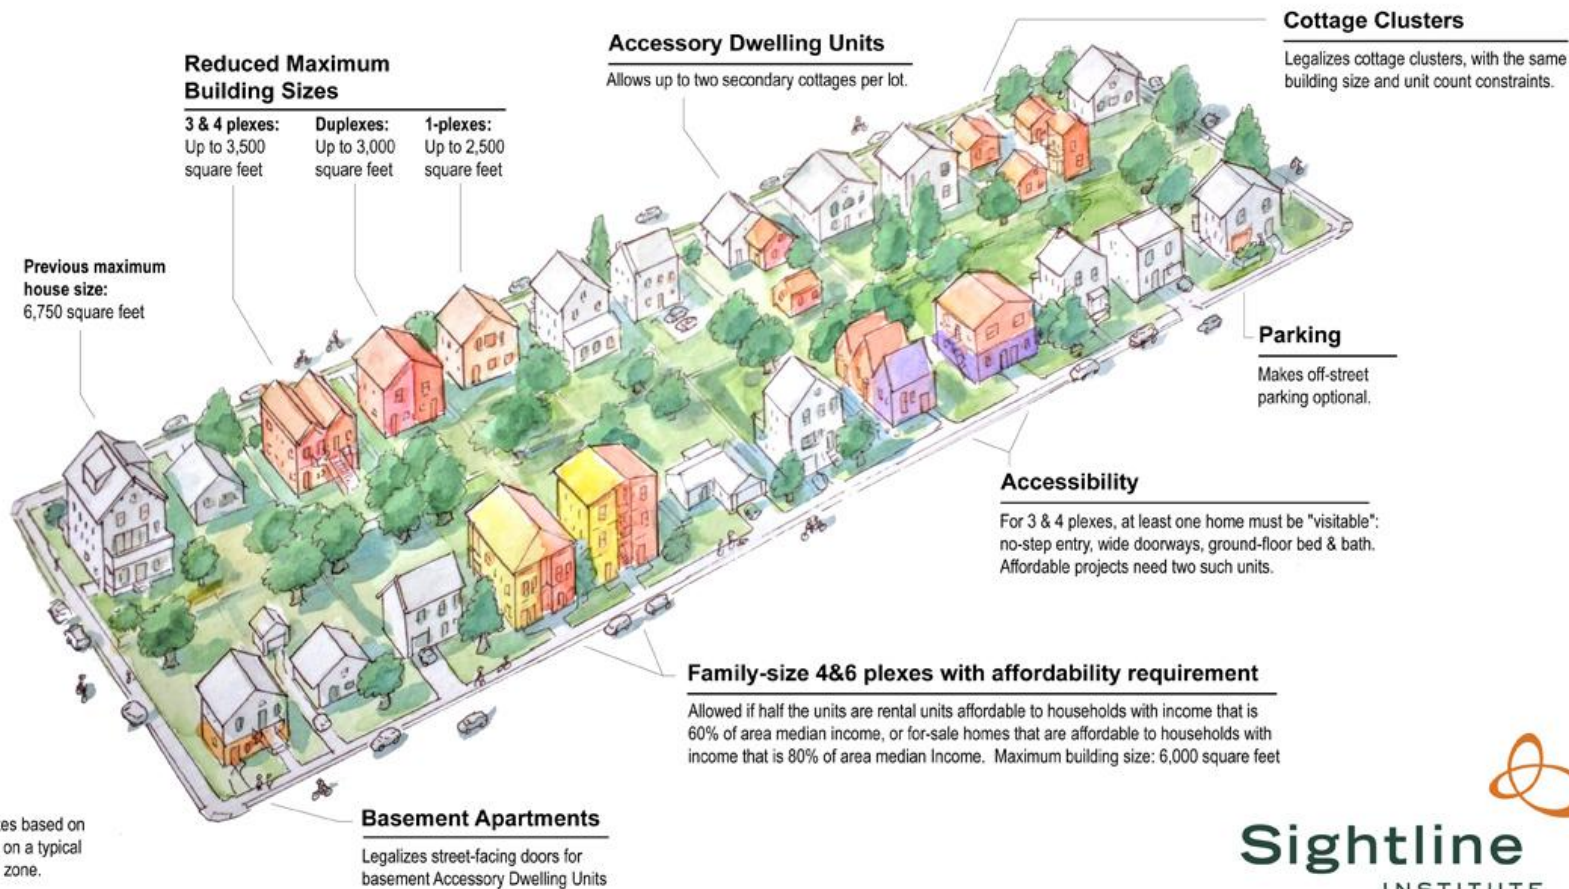 Cottage Clusters
Legalizes cottage clusters, with the same
building size and unit count constraints.
Accessory Dwelling Units
Allows up to two secondary cottages per lot.
Reduced Maximum
Building Sizes
3 & 4 plexes:
Up to 3,500
square feet
Duplexes:
Up to 3,000
square feet
1-plexes:
Up to 2,500
square feet
Previous maximum
house size:
6,750 square feet
Parking
Makes off-street
parking optional.
Accessibility
For 3 & 4 plexes, at least one home must be "visitable":
no-step entry, wide doorways, ground-floor bed & bath.
Affordable projects need two such units.
Family-size 4&6 plexes with affordability requirement
Allowed if half the units are rental units affordable to households with income that is
60% of area median income, or for-sale homes that are affordable to households with
income that is 80% of area median Income. Maximum building size: 6,000 square feet
Basement Apartments
Legalizes street-facing doors for
basement Accessory Dwelling Units
based on
on a typical
zone.
Sightline
INSTITUTE